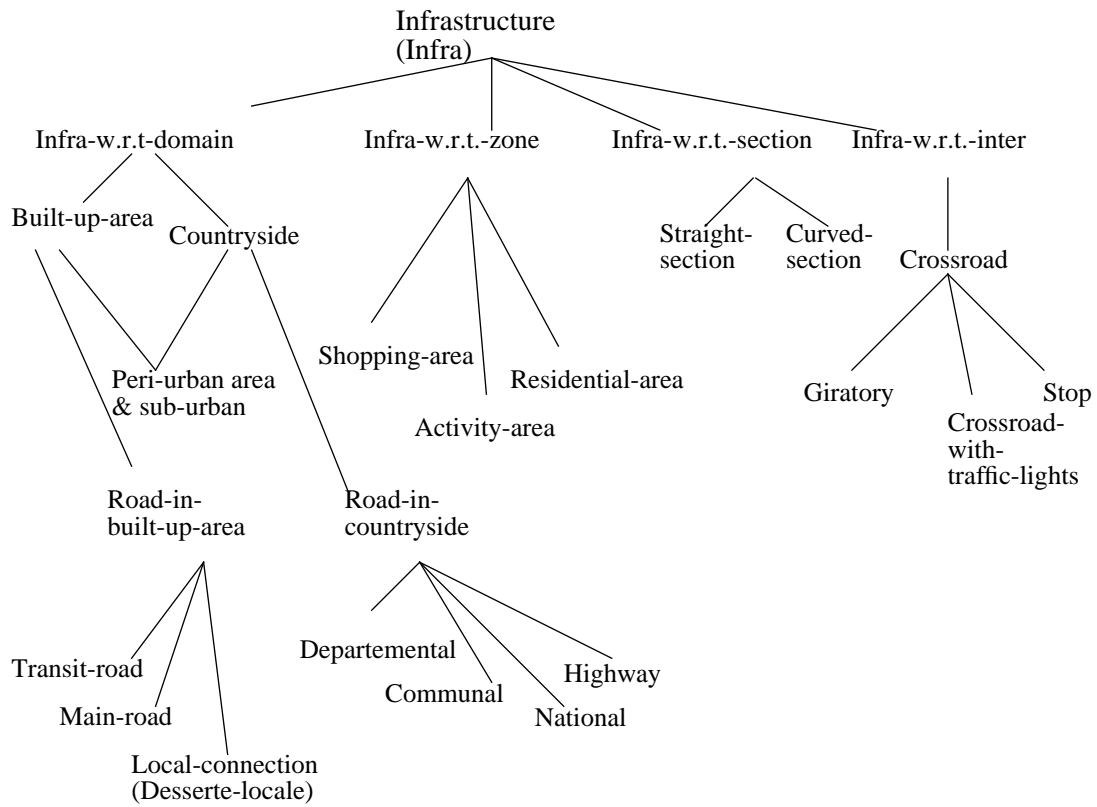 Infrastructure
(Infra)
Infra-w.r.t-domain
Infra-w.r.t.-zone
Infra-w.r.t.-section
Infra-w.r.t.-inter
Built-up-area
Countryside
Straight-
section
Curved-
section
Crossroad
Shopping-area
Residential-area
Activity-area
Peri-urban area
& sub-urban
Giratory
Stop
Crossroad-
with-
traffic-lights
Road-in-
built-up-area
Road-in-
countryside
Transit-road
Main-road
Local-connection
(Desserte-locale)
Departemental
Communal
Highway
National